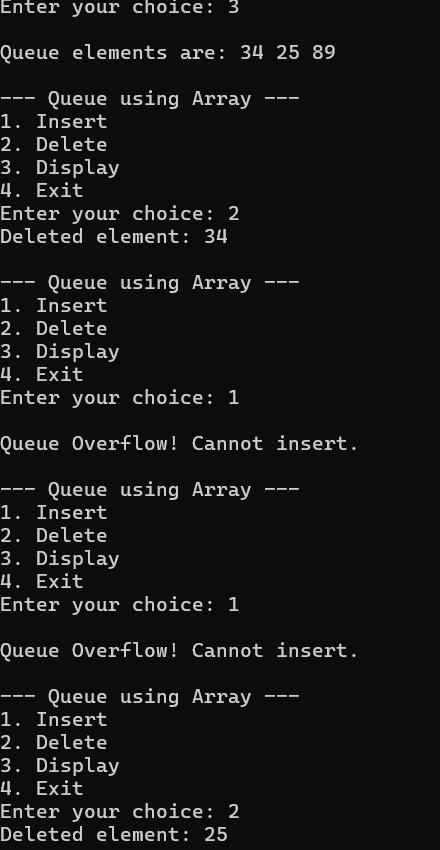 Enter your choice: 3
Queue elements are: 34 25 89
--- Queue using Array ---
1. Insert
2. Delete
3. Display
4. Exit
Enter your choice: 2
Deleted element: 34
--- Queue using Array ---
1. Insert
2. Delete
3. Display
4. Exit
Enter your choice: 1
Queue Overflow! Cannot insert.
--- Queue using Array ---
1. Insert
2. Delete
3. Display
4. Exit
Enter your choice: 1
Queue Overflow! Cannot insert.
--- Queue using Array ---
1. Insert
2. Delete
3. Display
4. Exit
Enter your choice: 2
Deleted element: 25